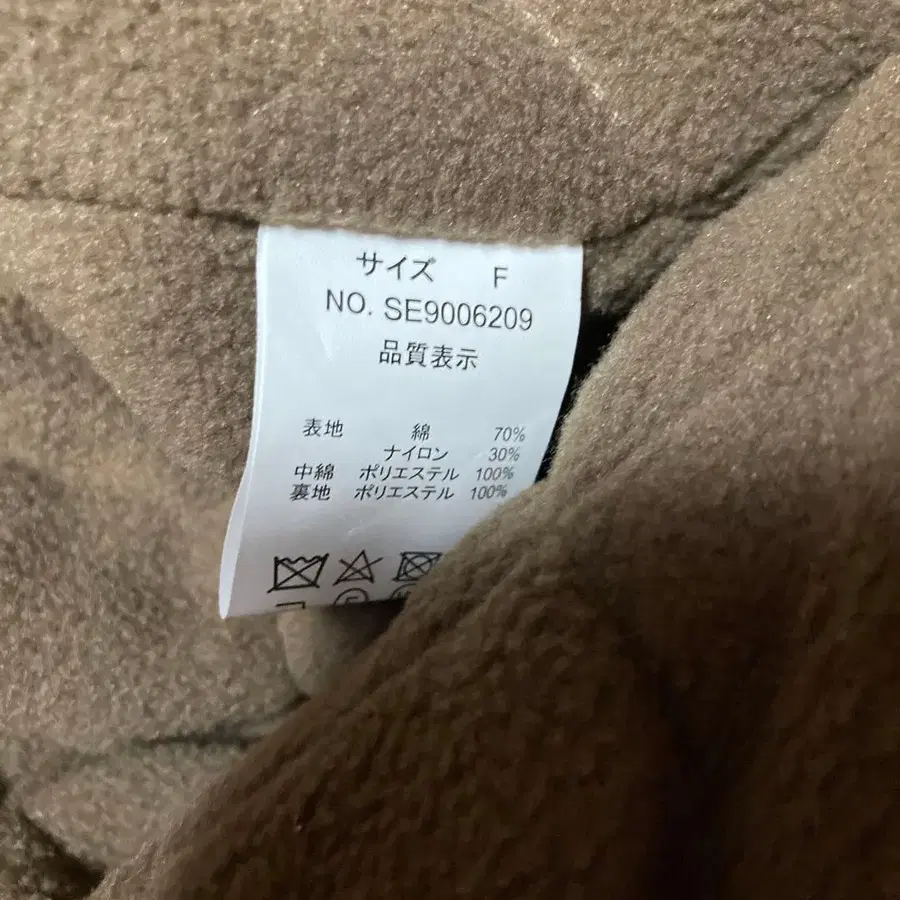 サイズ F
NO. SE9006209
品質表示
表地 綿 70%
ナイロン 30%
中綿 ポリエステル 100%
裏地 ポリエステル 100%